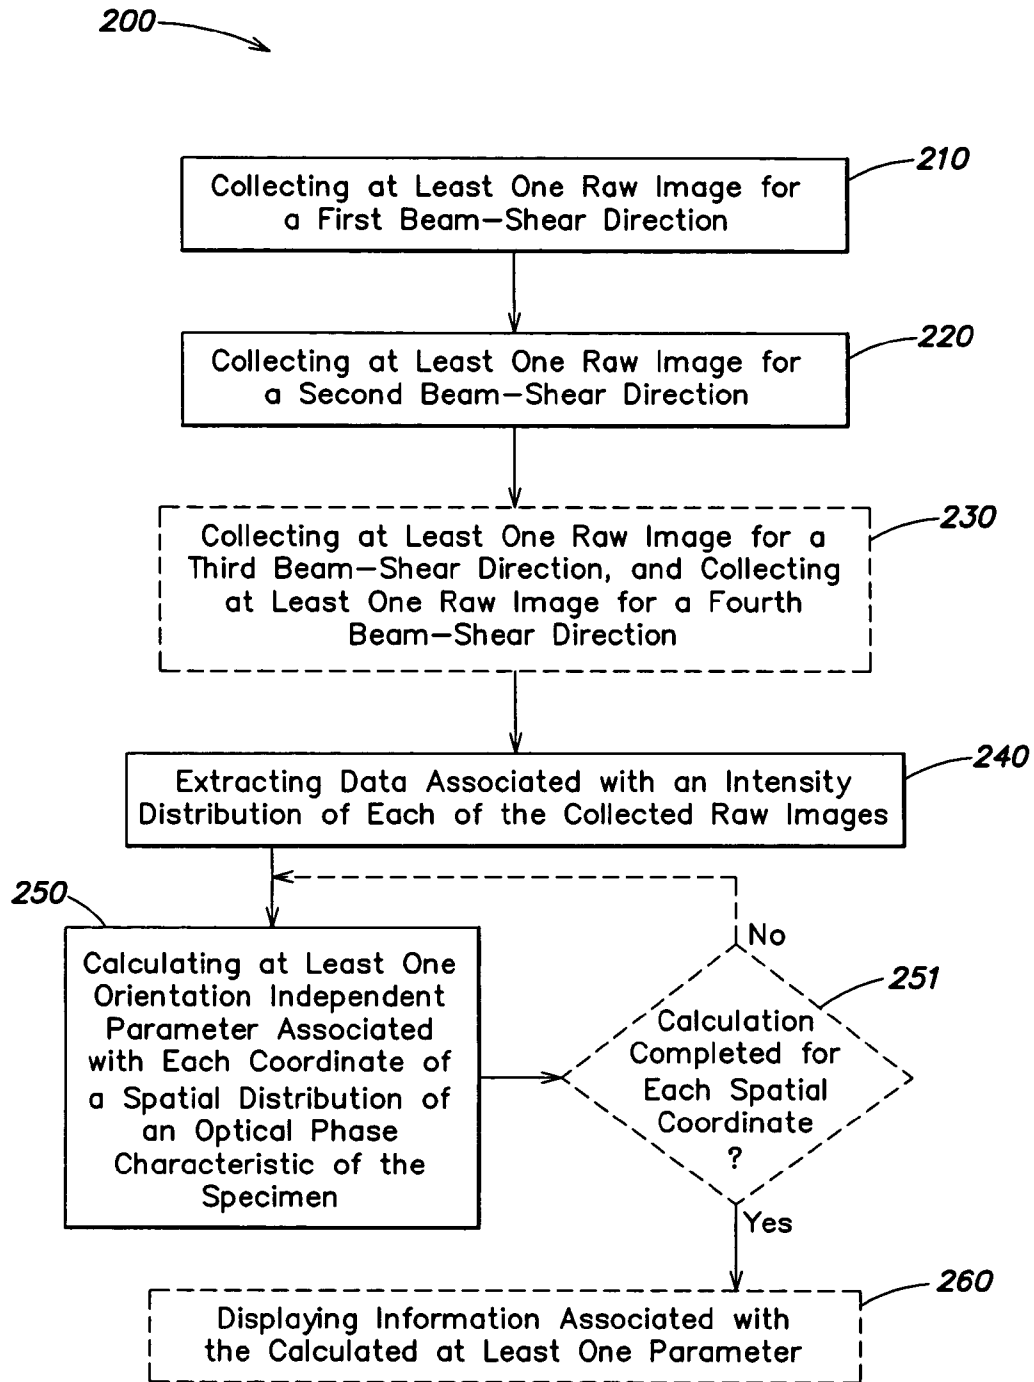 200
210
Collecting at Least One Raw Image for
a First Beam–Shear Direction
220
Collecting at Least One Raw Image for
a Second Beam–Shear Direction
230
Collecting at Least One Raw Image for a
Third Beam–Shear Direction, and Collecting
at Least One Raw Image for a Fourth
Beam–Shear Direction
240
Extracting Data Associated with an Intensity
Distribution of Each of the Collected Raw Images
250
Calculating at Least One
Orientation Independent
Parameter Associated
with Each Coordinate of
a Spatial Distribution of
an Optical Phase
Characteristic of the
Specimen
No
251
Calculation
Completed for
Each Spatial
Coordinate
?
Yes
260
Displaying Information Associated with
the Calculated at Least One Parameter